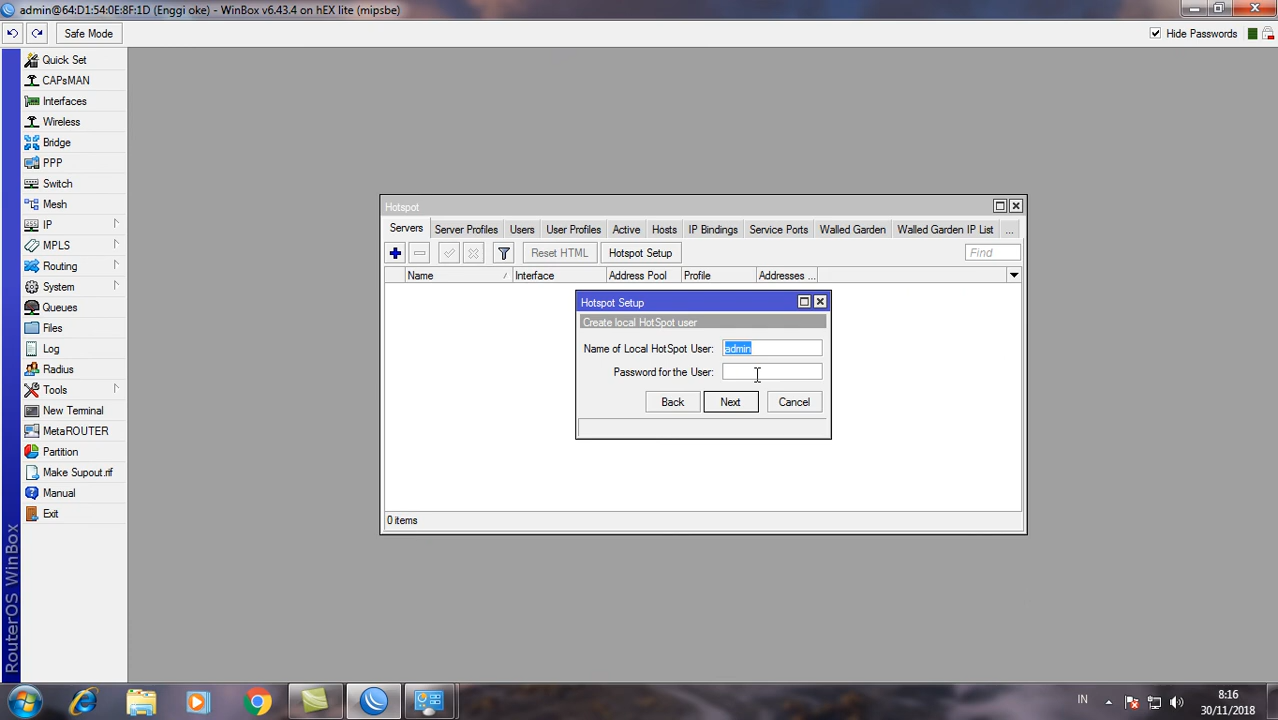 admin@64:D1:54:0E:8F:1D (Enggi oke) - WinBox v6.43.4 on hEX lite (mipsbe)
Safe Mode
Hide Passwords
Quick Set
CAPsMAN
Interfaces
Wireless
Bridge
PPP
Switch
Mesh
IP
MPLS
Routing
System
Queues
Files
Log
Radius
Tools
New Terminal
MetaROUTER
Partition
Make Supout.rif
Manual
Exit
RouterOS WinBox
Hotspot
Servers Server Profiles Users User Profiles Active Hosts IP Bindings Service Ports Walled Garden Walled Garden IP List ...
Reset HTML Hotspot Setup Find
Name Interface Address Pool Profile Addresses ...
Hotspot Setup
Create local HotSpot user
Name of Local HotSpot User: admin
Password for the User:
Back Next Cancel
0 items
IN
8:16
30/11/2018